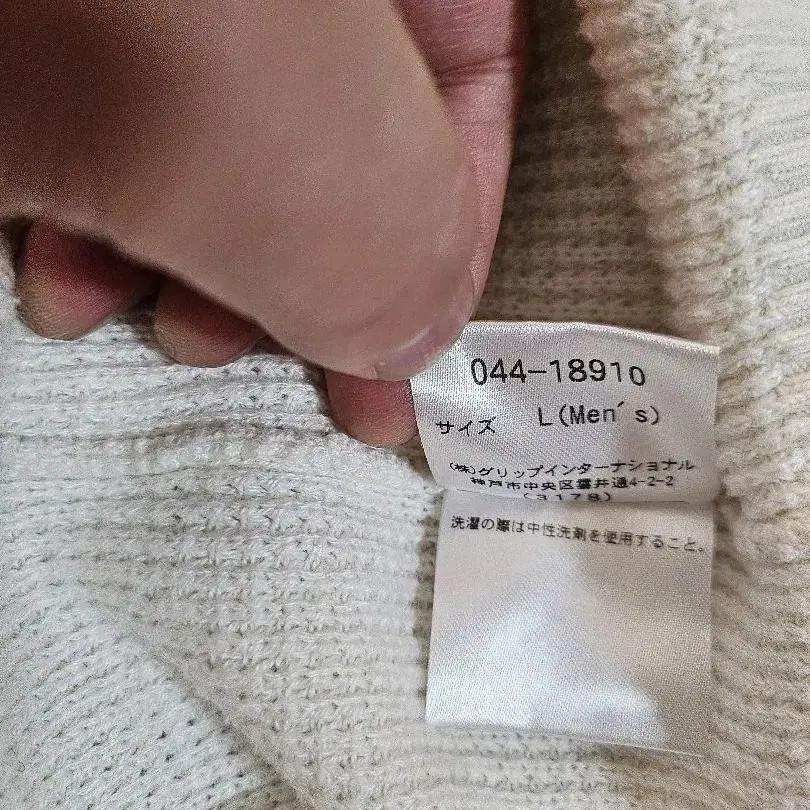 044-18910
サイズ L(Men's)
(株)グリップインターナショナル
神戸市中央区雲井通4-2-2
(3178)
洗濯の際は中性洗剤を使用すること。